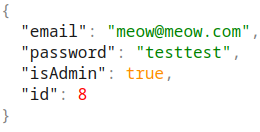 {
  "email": "meow@meow.com",
  "password": "testtest",
  "isAdmin": true,
  "id": 8
}